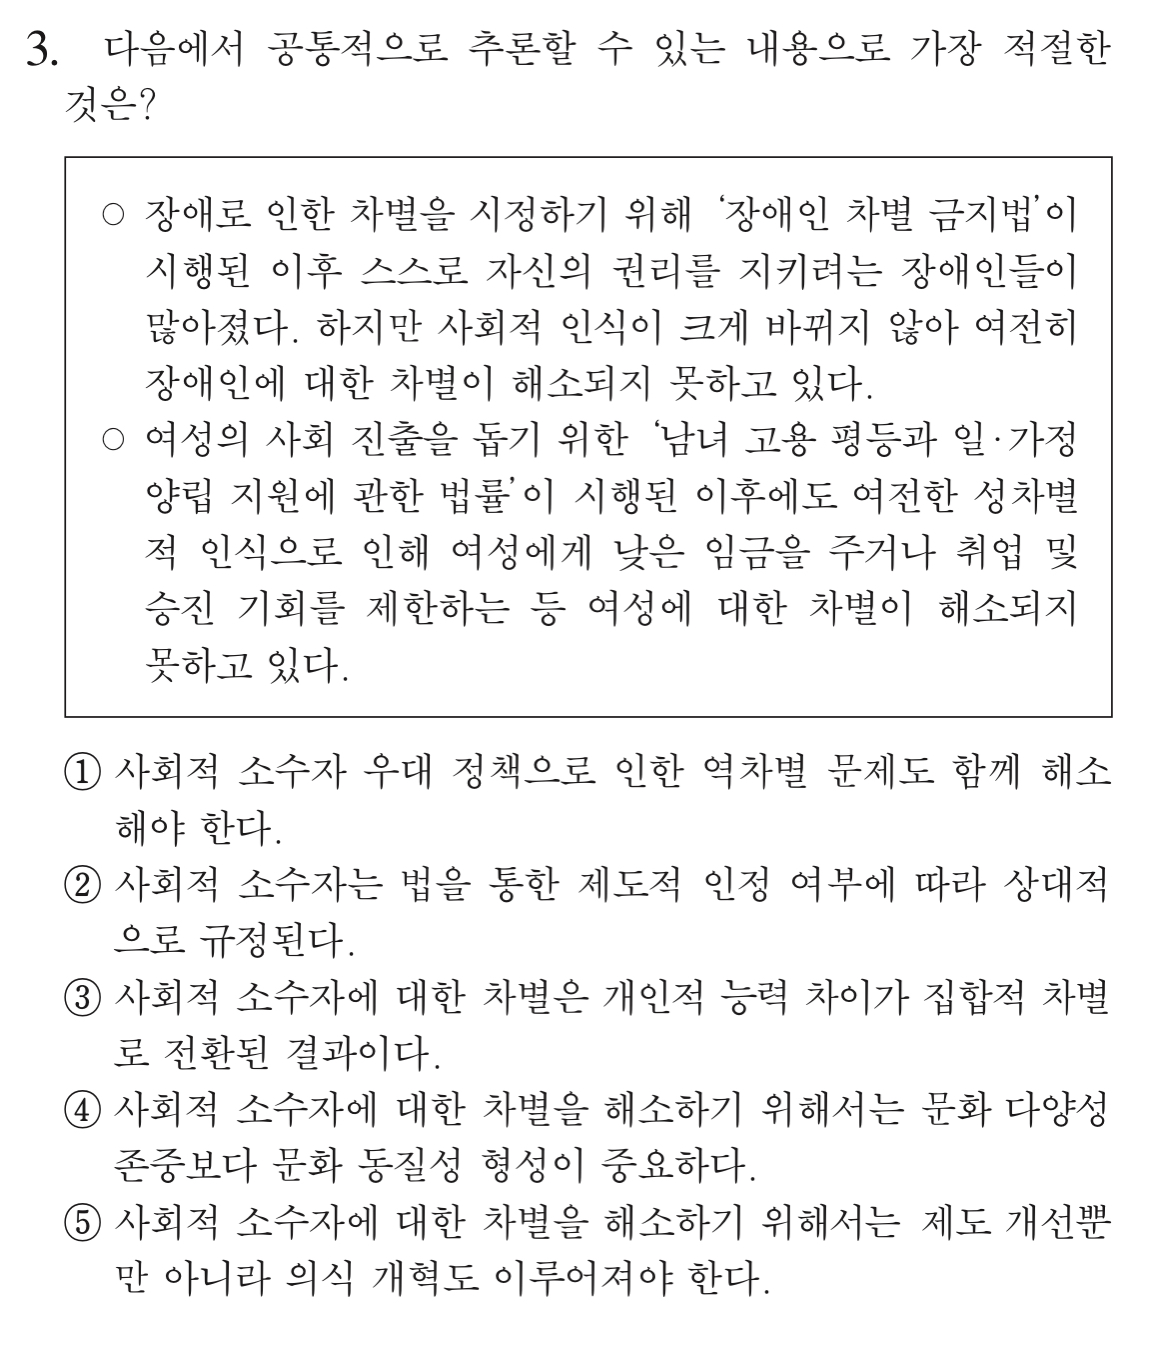 3. 다음에서 공통적으로 추론할 수 있는 내용으로 가장 적절한
것은?
○ 장애로 인한 차별을 시정하기 위해 ‘장애인 차별 금지법’이
시행된 이후 스스로 자신의 권리를 지키려는 장애인들이
많아졌다. 하지만 사회적 인식이 크게 바뀌지 않아 여전히
장애인에 대한 차별이 해소되지 못하고 있다.
○ 여성의 사회 진출을 돕기 위한 ‘남녀 고용 평등과 일·가정
양립 지원에 관한 법률’이 시행된 이후에도 여전한 성차별
적 인식으로 인해 여성에게 낮은 임금을 주거나 취업 및
승진 기회를 제한하는 등 여성에 대한 차별이 해소되지
못하고 있다.
① 사회적 소수자 우대 정책으로 인한 역차별 문제도 함께 해소
해야 한다.
② 사회적 소수자는 법을 통한 제도적 인정 여부에 따라 상대적
으로 규정된다.
③ 사회적 소수자에 대한 차별은 개인적 능력 차이가 집합적 차별
로 전환된 결과이다.
④ 사회적 소수자에 대한 차별을 해소하기 위해서는 문화 다양성
존중보다 문화 동질성 형성이 중요하다.
⑤ 사회적 소수자에 대한 차별을 해소하기 위해서는 제도 개선뿐
만 아니라 의식 개혁도 이루어져야 한다.